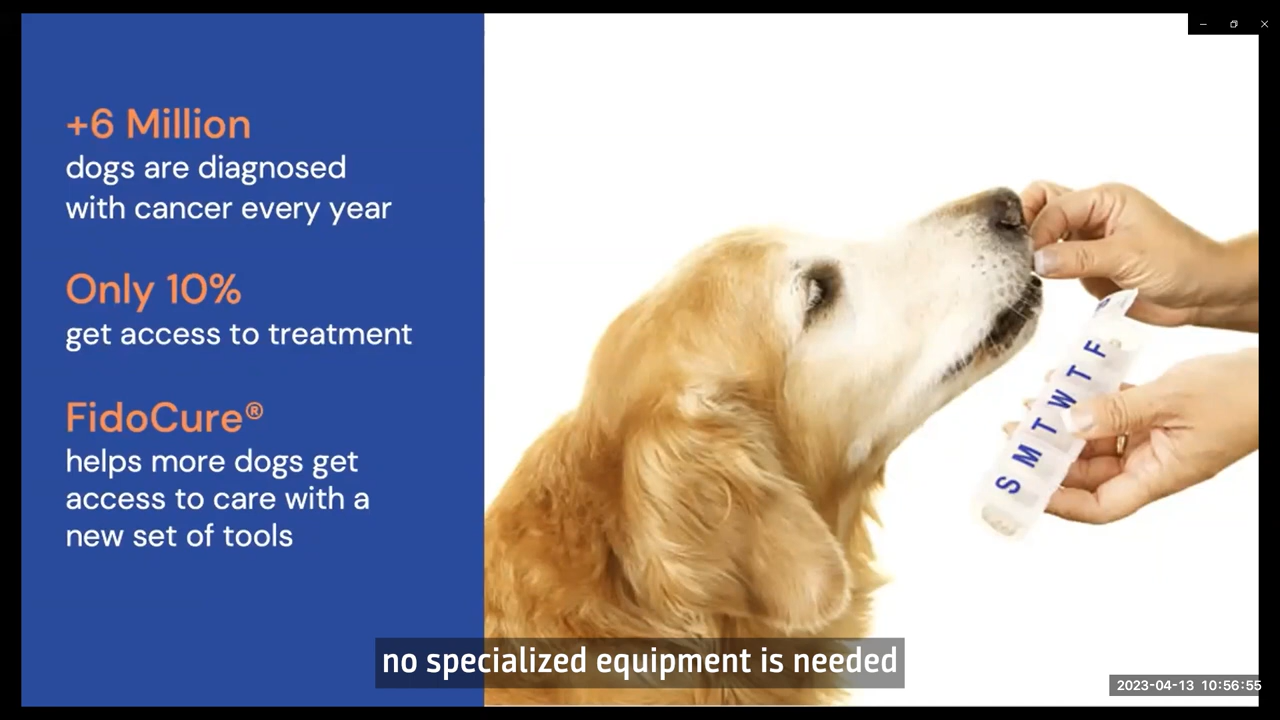 +6 Million
dogs are diagnosed
with cancer every year
Only 10%
get access to treatment
FidoCure®
helps more dogs get
access to care with a
new set of tools
S M T W T F
no specialized equipment is needed
2023-04-13 10:56:55